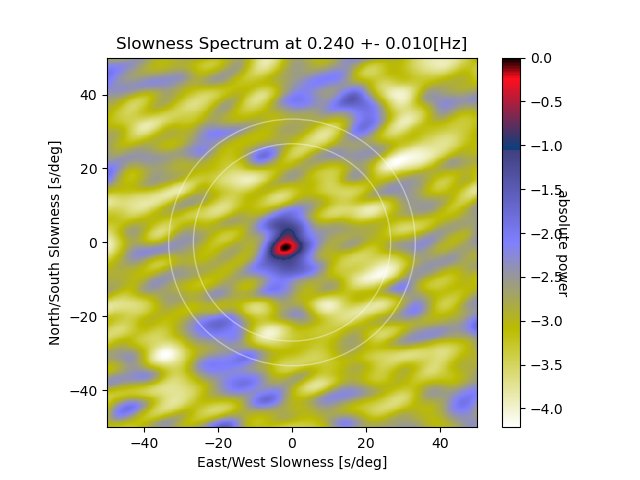 Slowness Spectrum at 0.240 +- 0.010[Hz]
North/South Slowness [s/deg]
40
20
0
−20
−40
−40 −20 0 20 40
East/West Slowness [s/deg]
0.0
−0.5
−1.0
−1.5
−2.0
−2.5
−3.0
−3.5
−4.0
absolute power